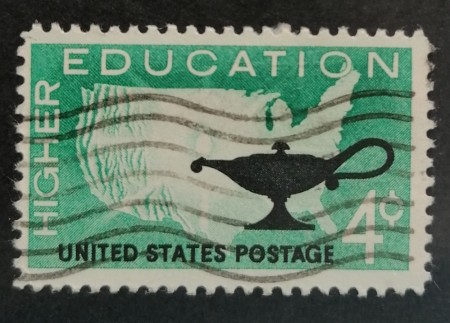 HIGHER
EDUCATION
4¢
UNITED STATES POSTAGE